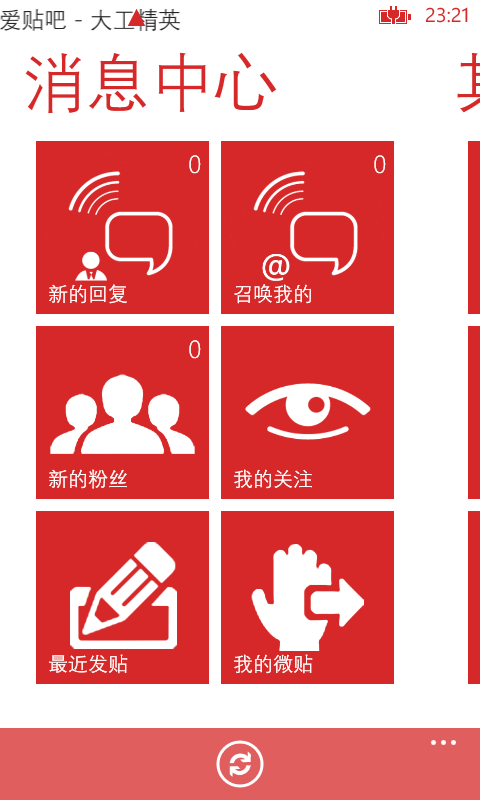 爱贴吧 - 大工精英
23:21
消息中心
0
0
@
新的回复
召唤我的
0
新的粉丝
我的关注
最近发贴
我的微贴